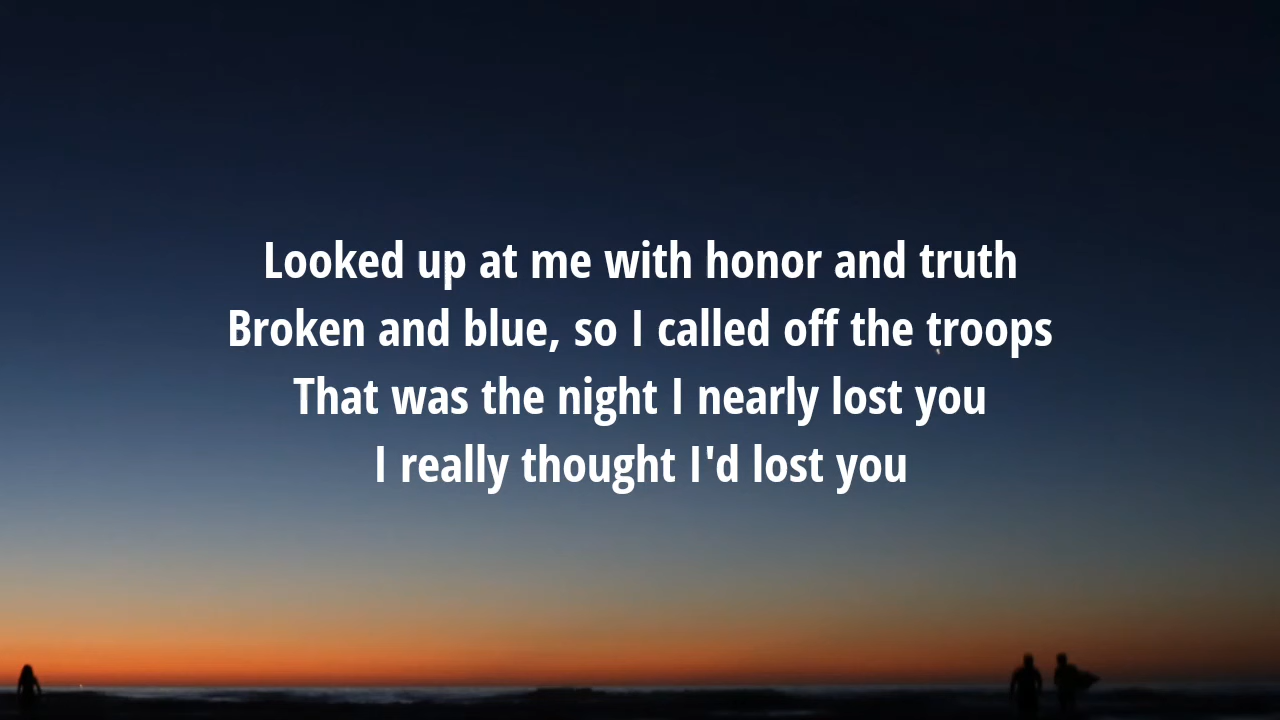 Looked up at me with honor and truth
Broken and blue, so I called off the troops
That was the night I nearly lost you
I really thought I'd lost you